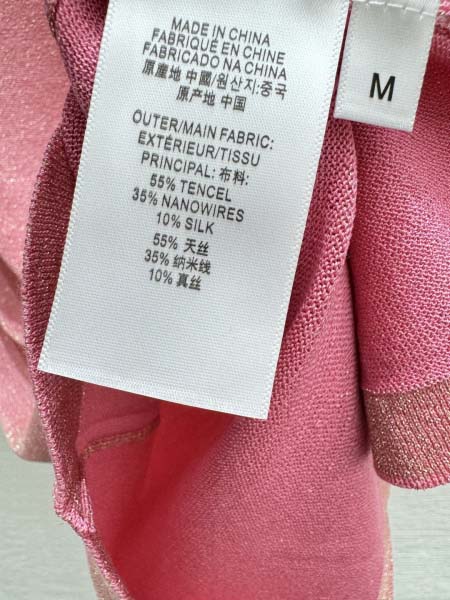 MADE IN CHINA
FABRIQUÉ EN CHINE
FABRICADO NA CHINA
原産地 中國/원산지:중국
原产地 中国
OUTER/MAIN FABRIC:
EXTÉRIEUR/TISSU
PRINCIPAL: 布料:
55% TENCEL
35% NANOWIRES
10% SILK
55% 天丝
35% 纳米线
10% 真丝
M